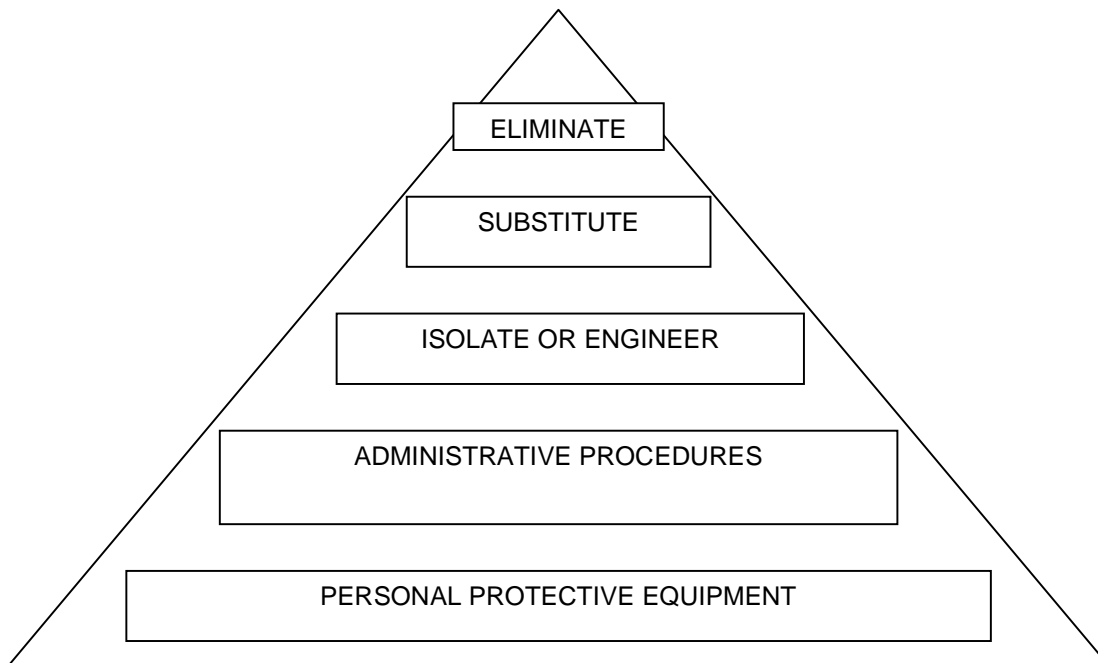 ELIMINATE
SUBSTITUTE
ISOLATE OR ENGINEER
ADMINISTRATIVE PROCEDURES
PERSONAL PROTECTIVE EQUIPMENT